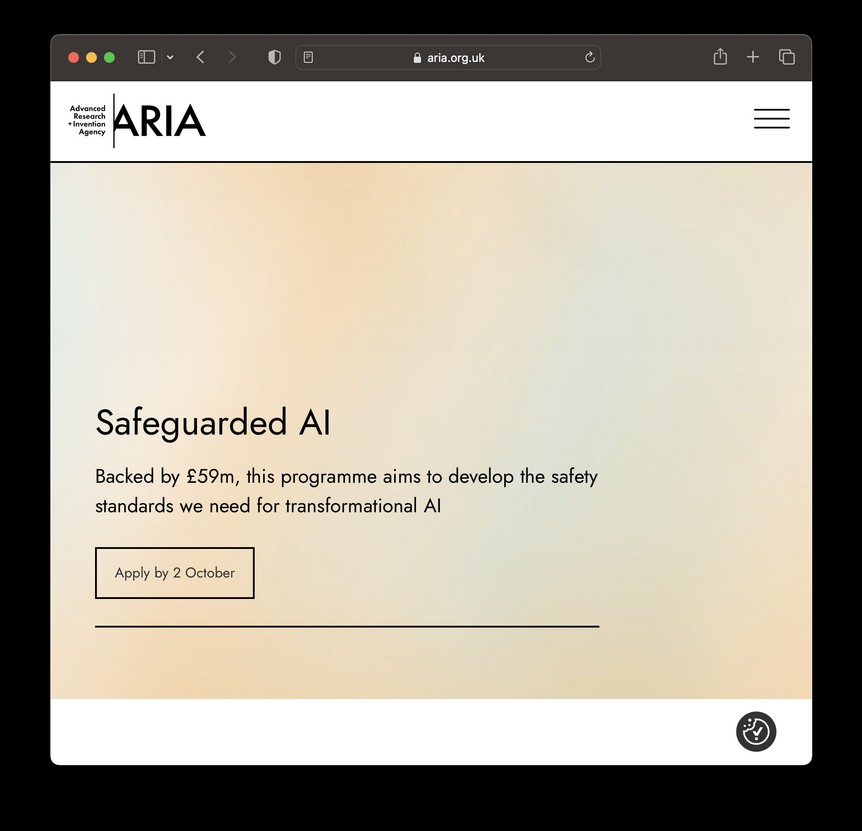 aria.org.uk
Advanced
Research
+Invention
Agency
ARIA
Safeguarded AI
Backed by £59m, this programme aims to develop the safety
standards we need for transformational AI
Apply by 2 October